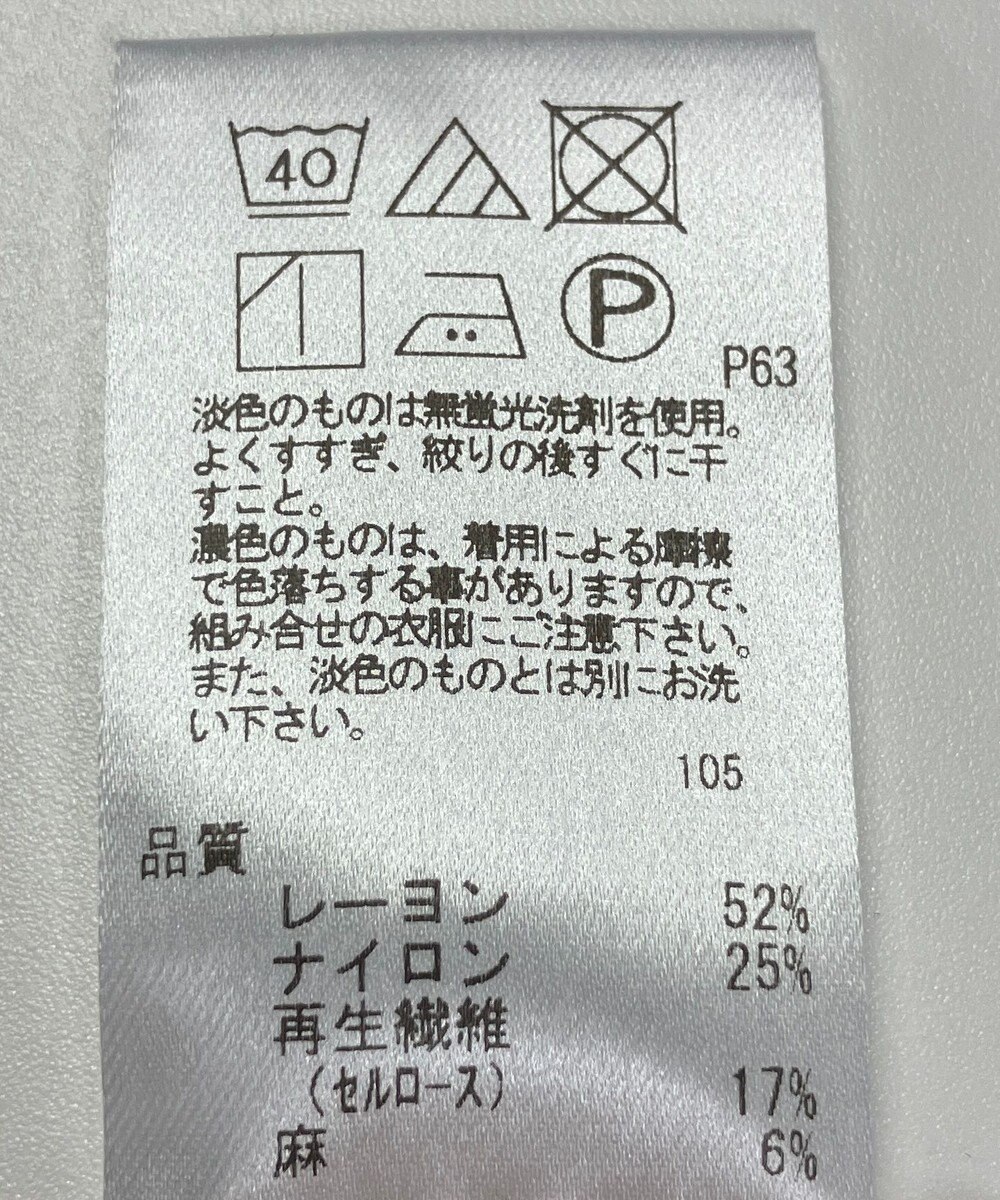 40
P
P63
淡色のものは無蛍光洗剤を使用。
よくすすぎ、絞りの後すぐに干
すこと。
濃色のものは、着用による摩擦
で色落ちする事がありますので、
組み合せの衣服にご注意下さい。
また、淡色のものとは別にお洗
い下さい。
105
品質
レーヨン 52%
ナイロン 25%
再生繊維
(セルロース) 17%
麻 6%